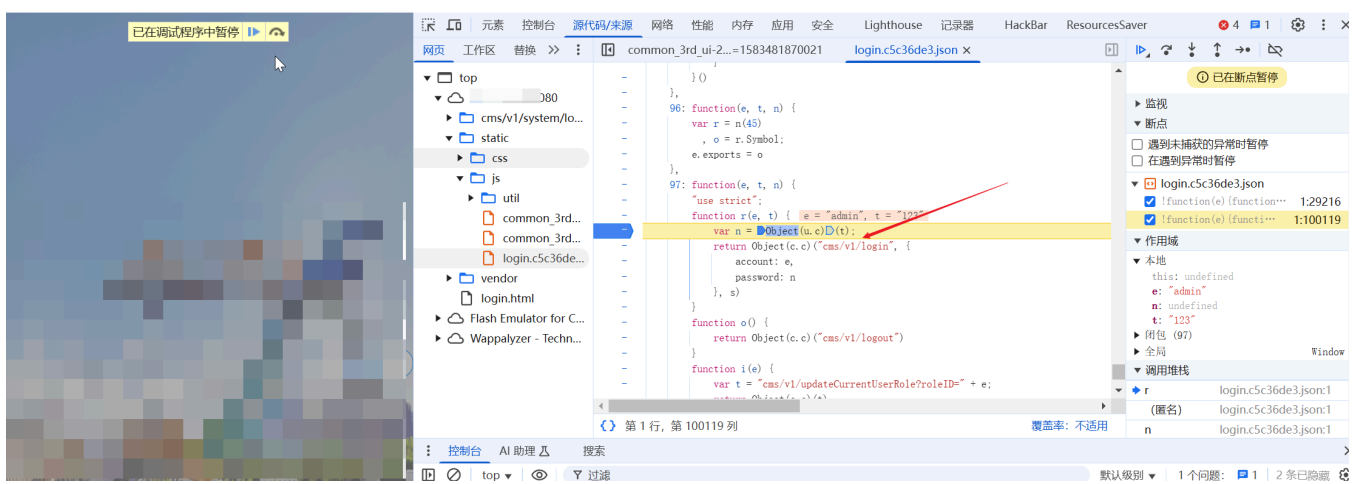 已在调试程序中暂停
元素 控制台 源代码/来源 网络 性能 内存 应用 安全 Lighthouse 记录器 HackBar ResourcesSaver 4 1
网页 工作区 替换 common_3rd_ui-2...=1583481870021 login.c5c36de3.json ×
top
080
cms/v1/system/lo...
static
css
js
util
common_3rd...
common_3rd...
login.c5c36de...
vendor
login.html
Flash Emulator for C...
Wappalyzer - Techn...
}
}()
},
96: function(e, t, n) {
var r = n(45)
, o = r.Symbol;
e.exports = o
},
97: function(e, t, n) {
"use strict";
function r(e, t) { e = "admin", t = "123"
var n = Object(u.c)(t);
return Object(c.c)("cms/v1/login", {
account: e,
password: n
}, s)
}
function o() {
return Object(c.c)("cms/v1/logout")
}
function i(e) {
var t = "cms/v1/updateCurrentUserRole?roleID=" + e;
{} 第 1 行，第 100119 列 覆盖率：不适用
已在断点暂停
监视
断点
遇到未捕获的异常时暂停
在遇到异常时暂停
login.c5c36de3.json
!function(e){function⋯ 1:29216
!function(e){functi⋯ 1:100119
作用域
本地
this: undefined
e: "admin"
n: undefined
t: "123"
闭包 (97)
全局 Window
调用堆栈
r login.c5c36de3.json:1
(匿名) login.c5c36de3.json:1
n login.c5c36de3.json:1
控制台 AI 助理 搜索
top 过滤 默认级别 1 个问题： 1 2 条已隐藏